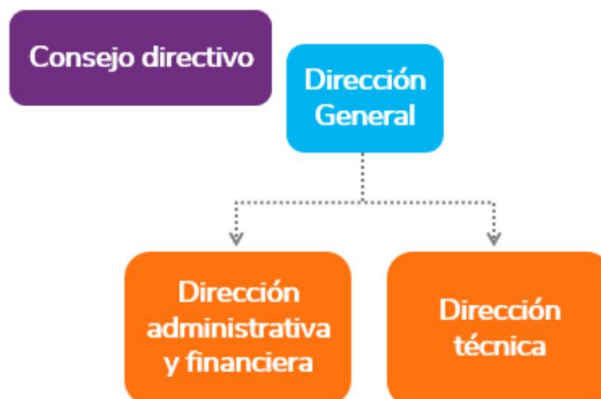 Consejo directivo
Dirección
General
Dirección
administrativa
y financiera
Dirección
técnica